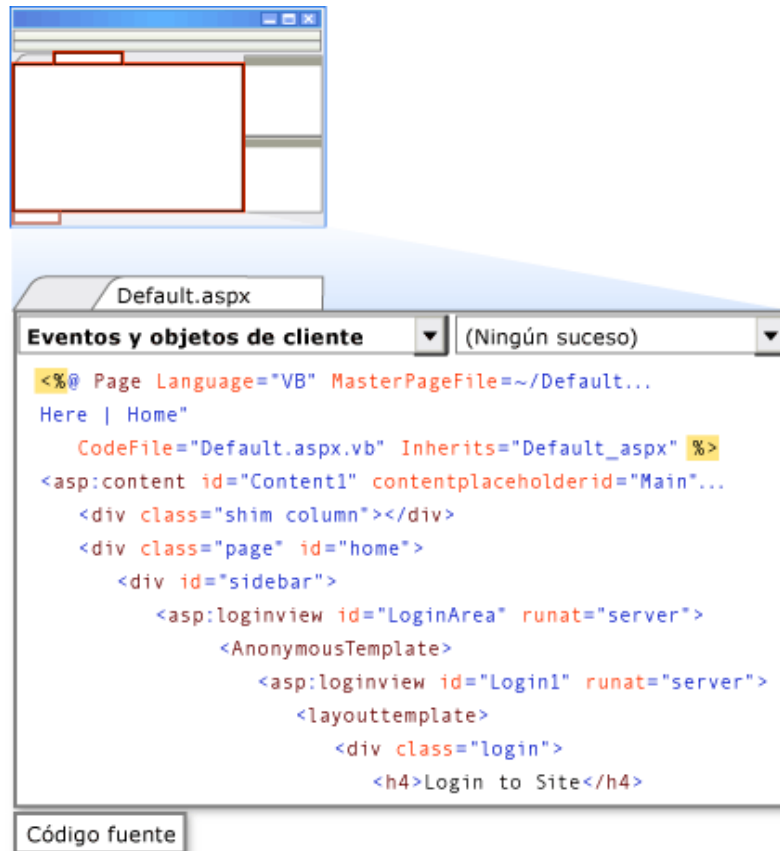 Default.aspx
Eventos y objetos de cliente (Ningún suceso)
<%@ Page Language="VB" MasterPageFile=~/Default...
Here | Home"
CodeFile="Default.aspx.vb" Inherits="Default_aspx" %>
<asp:content id="Content1" contentplaceholderid="Main"...
<div class="shim column"></div>
<div class="page" id="home">
<div id="sidebar">
<asp:loginview id="LoginArea" runat="server">
<AnonymousTemplate>
<asp:loginview id="Login1" runat="server">
<layouttemplate>
<div class="login">
<h4>Login to Site</h4>
Código fuente